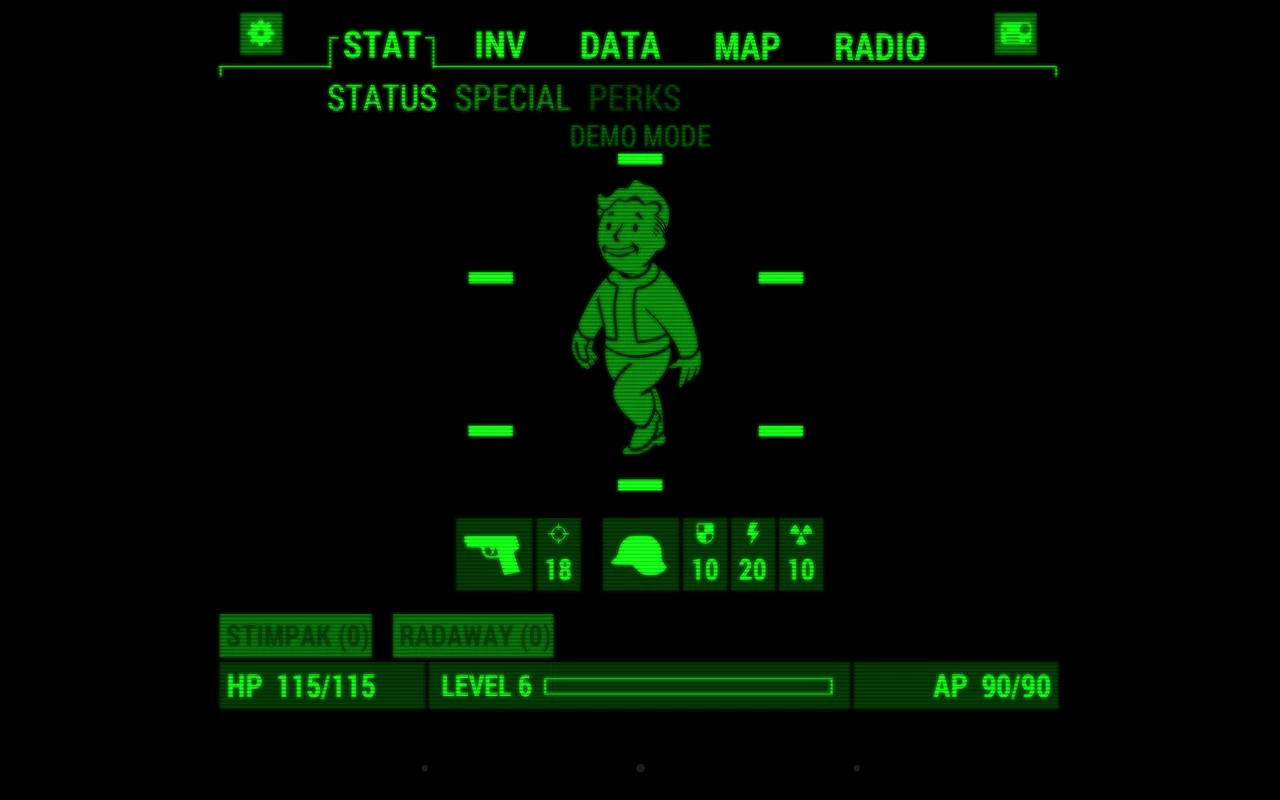 STAT INV DATA MAP RADIO
STATUS SPECIAL PERKS
DEMO MODE
18 10 20 10
STIMPAK (0) RADAWAY (0)
HP 115/115 LEVEL 6 AP 90/90